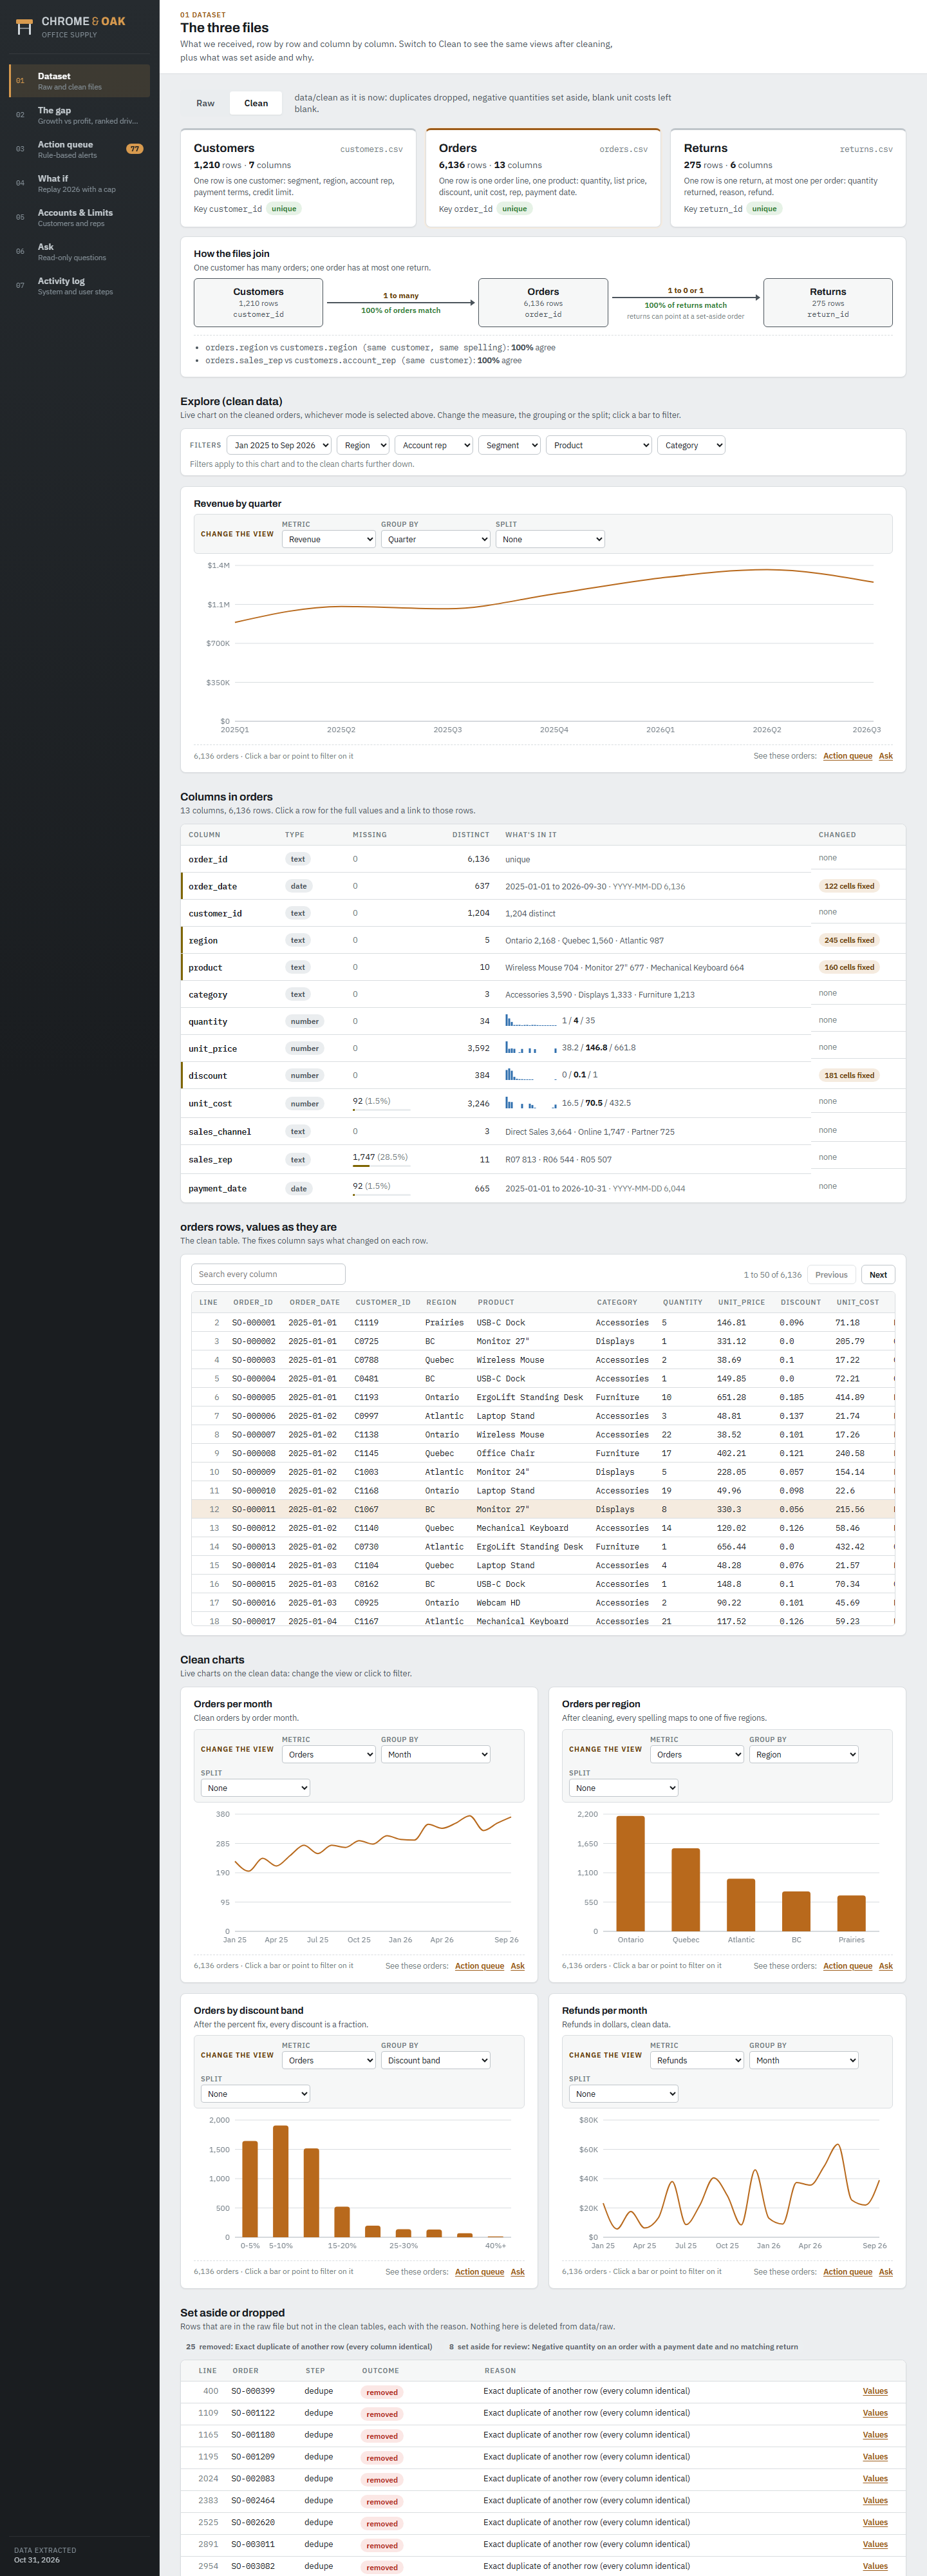 CHROME & OAK
OFFICE SUPPLY
01 Dataset
Raw and clean files
02 The gap
Growth vs profit, ranked driv...
03 Action queue 77
Rule-based alerts
04 What if
Replay 2026 with a cap
05 Accounts & Limits
Customers and reps
06 Ask
Read-only questions
07 Activity log
System and user steps
DATA EXTRACTED
Oct 31, 2026
01 DATASET
The three files
What we received, row by row and column by column. Switch to Clean to see the same views after cleaning,
plus what was set aside and why.
Raw Clean data/clean as it is now: duplicates dropped, negative quantities set aside, blank unit costs left
blank.
Customers customers.csv
1,210 rows · 7 columns
One row is one customer: segment, region, account rep,
payment terms, credit limit.
Key customer_id unique
Orders orders.csv
6,136 rows · 13 columns
One row is one order line, one product: quantity, list price,
discount, unit cost, rep, payment date.
Key order_id unique
Returns returns.csv
275 rows · 6 columns
One row is one return, at most one per order: quantity
returned, reason, refund.
Key return_id unique
How the files join
One customer has many orders; one order has at most one return.
Customers
1,210 rows
customer_id
1 to many
100% of orders match
Orders
6,136 rows
order_id
1 to 0 or 1
100% of returns match
returns can point at a set-aside order
Returns
275 rows
return_id
• orders.region vs customers.region (same customer, same spelling): 100% agree
• orders.sales_rep vs customers.account_rep (same customer): 100% agree
Explore (clean data)
Live chart on the cleaned orders, whichever mode is selected above. Change the measure, the grouping or the split; click a bar to filter.
FILTERS Jan 2025 to Sep 2026 Region Account rep Segment Product Category
Filters apply to this chart and to the clean charts further down.
Revenue by quarter
METRIC GROUP BY SPLIT
CHANGE THE VIEW Revenue Quarter None
$1.4M
$1.1M
$700K
$350K
$0
2025Q1 2025Q2 2025Q3 2025Q4 2026Q1 2026Q2 2026Q3
6,136 orders · Click a bar or point to filter on it See these orders: Action queue Ask
Columns in orders
13 columns, 6,136 rows. Click a row for the full values and a link to those rows.
COLUMN TYPE MISSING DISTINCT WHAT'S IN IT CHANGED
order_id text 0 6,136 unique none
order_date date 0 637 2025-01-01 to 2026-09-30 · YYYY-MM-DD 6,136 122 cells fixed
customer_id text 0 1,204 1,204 distinct none
region text 0 5 Ontario 2,168 · Quebec 1,560 · Atlantic 987 245 cells fixed
product text 0 10 Wireless Mouse 704 · Monitor 27" 677 · Mechanical Keyboard 664 160 cells fixed
category text 0 3 Accessories 3,590 · Displays 1,333 · Furniture 1,213 none
quantity number 0 34 1 / 4 / 35 none
unit_price number 0 3,592 38.2 / 146.8 / 661.8 none
discount number 0 384 0 / 0.1 / 1 181 cells fixed
unit_cost number 92 (1.5%) 3,246 16.5 / 70.5 / 432.5 none
sales_channel text 0 3 Direct Sales 3,664 · Online 1,747 · Partner 725 none
sales_rep text 1,747 (28.5%) 11 R07 813 · R06 544 · R05 507 none
payment_date date 92 (1.5%) 665 2025-01-01 to 2026-10-31 · YYYY-MM-DD 6,044 none
orders rows, values as they are
The clean table. The fixes column says what changed on each row.
Search every column 1 to 50 of 6,136 Previous Next
LINE ORDER_ID ORDER_DATE CUSTOMER_ID REGION PRODUCT CATEGORY QUANTITY UNIT_PRICE DISCOUNT UNIT_COST
2 SO-000001 2025-01-01 C1119 Prairies USB-C Dock Accessories 5 146.81 0.096 71.18
3 SO-000002 2025-01-01 C0725 BC Monitor 27" Displays 1 331.12 0.0 205.79
4 SO-000003 2025-01-01 C0788 Quebec Wireless Mouse Accessories 2 38.69 0.1 17.22
5 SO-000004 2025-01-01 C0481 BC USB-C Dock Accessories 1 149.85 0.0 72.21
6 SO-000005 2025-01-01 C1193 Ontario ErgoLift Standing Desk Furniture 10 651.28 0.185 414.89
7 SO-000006 2025-01-02 C0997 Atlantic Laptop Stand Accessories 3 48.81 0.137 21.74
8 SO-000007 2025-01-02 C1138 Ontario Wireless Mouse Accessories 22 38.52 0.101 17.26
9 SO-000008 2025-01-02 C1145 Quebec Office Chair Furniture 17 402.21 0.121 240.58
10 SO-000009 2025-01-02 C1003 Atlantic Monitor 24" Displays 5 228.05 0.057 154.14
11 SO-000010 2025-01-02 C1168 Ontario Laptop Stand Accessories 19 49.96 0.098 22.6
12 SO-000011 2025-01-02 C1067 BC Monitor 27" Displays 8 330.3 0.056 215.56
13 SO-000012 2025-01-02 C1140 Quebec Mechanical Keyboard Accessories 14 120.02 0.126 58.46
14 SO-000013 2025-01-02 C0730 Atlantic ErgoLift Standing Desk Furniture 1 656.44 0.0 432.42
15 SO-000014 2025-01-03 C1104 Quebec Laptop Stand Accessories 4 48.28 0.076 21.57
16 SO-000015 2025-01-03 C0162 BC USB-C Dock Accessories 1 148.8 0.1 70.34
17 SO-000016 2025-01-03 C0925 Ontario Webcam HD Accessories 2 90.22 0.101 45.69
18 SO-000017 2025-01-04 C1167 Atlantic Mechanical Keyboard Accessories 21 117.52 0.126 59.23
Clean charts
Live charts on the clean data: change the view or click to filter.
Orders per month
Clean orders by order month.
METRIC GROUP BY
CHANGE THE VIEW Orders Month
SPLIT
None
380
285
190
95
0
Jan 25 Apr 25 Jul 25 Oct 25 Jan 26 Apr 26 Sep 26
6,136 orders · Click a bar or point to filter on it See these orders: Action queue Ask
Orders per region
After cleaning, every spelling maps to one of five regions.
METRIC GROUP BY
CHANGE THE VIEW Orders Region
SPLIT
None
2,200
1,650
1,100
550
0
Ontario Quebec Atlantic BC Prairies
6,136 orders · Click a bar or point to filter on it See these orders: Action queue Ask
Orders by discount band
After the percent fix, every discount is a fraction.
METRIC GROUP BY
CHANGE THE VIEW Orders Discount band
SPLIT
None
2,000
1,500
1,000
500
0
0-5% 5-10% 15-20% 25-30% 40%+
6,136 orders · Click a bar or point to filter on it See these orders: Action queue Ask
Refunds per month
Refunds in dollars, clean data.
METRIC GROUP BY
CHANGE THE VIEW Refunds Month
SPLIT
None
$80K
$60K
$40K
$20K
$0
Jan 25 Apr 25 Jul 25 Oct 25 Jan 26 Apr 26 Sep 26
6,136 orders · Click a bar or point to filter on it See these orders: Action queue Ask
Set aside or dropped
Rows that are in the raw file but not in the clean tables, each with the reason. Nothing here is deleted from data/raw.
25 removed: Exact duplicate of another row (every column identical) 8 set aside for review: Negative quantity on an order with a payment date and no matching return
LINE ORDER STEP OUTCOME REASON
400 SO-000399 dedupe removed Exact duplicate of another row (every column identical) Values
1109 SO-001122 dedupe removed Exact duplicate of another row (every column identical) Values
1165 SO-001180 dedupe removed Exact duplicate of another row (every column identical) Values
1195 SO-001209 dedupe removed Exact duplicate of another row (every column identical) Values
2024 SO-002083 dedupe removed Exact duplicate of another row (every column identical) Values
2383 SO-002464 dedupe removed Exact duplicate of another row (every column identical) Values
2525 SO-002620 dedupe removed Exact duplicate of another row (every column identical) Values
2891 SO-003011 dedupe removed Exact duplicate of another row (every column identical) Values
2954 SO-003082 dedupe removed Exact duplicate of another row (every column identical) Values